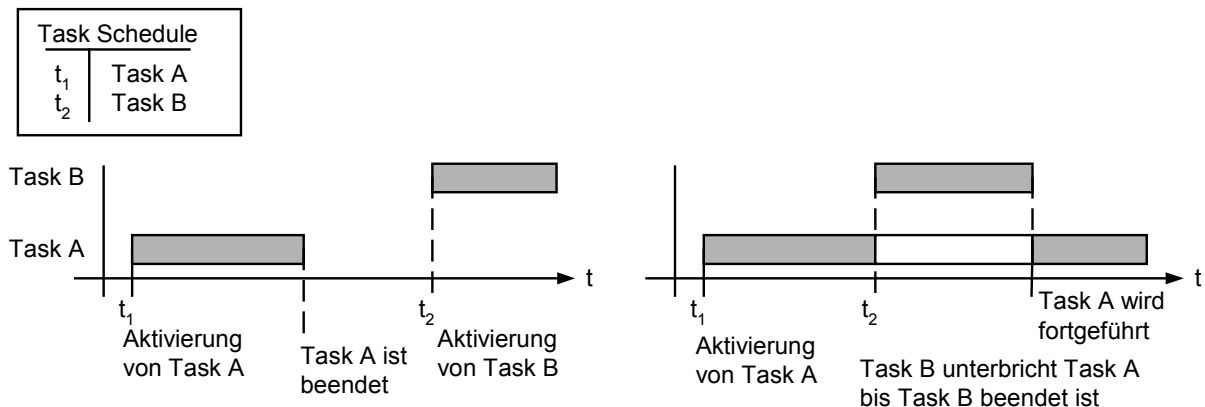 Task Schedule
t1 Task A
t2 Task B
Task B
Task A
t
t1
t2
Aktivierung
von Task A
Task A ist
beendet
Aktivierung
von Task B
t
t1
t2
Aktivierung
von Task A
Task A wird
fortgeführt
Task B unterbricht Task A
bis Task B beendet ist